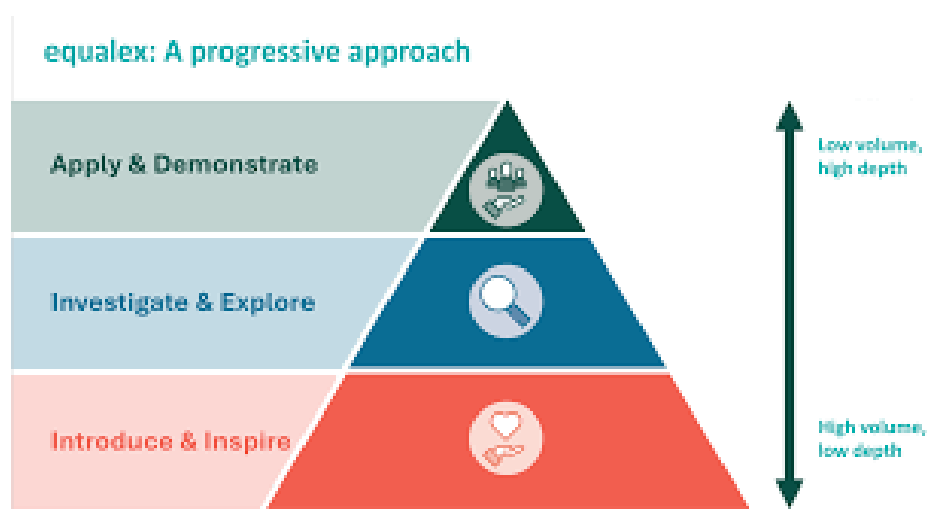 equalex: A progressive approach
Apply & Demonstrate
Low volume,
high depth
Investigate & Explore
Introduce & Inspire
High volume,
low depth